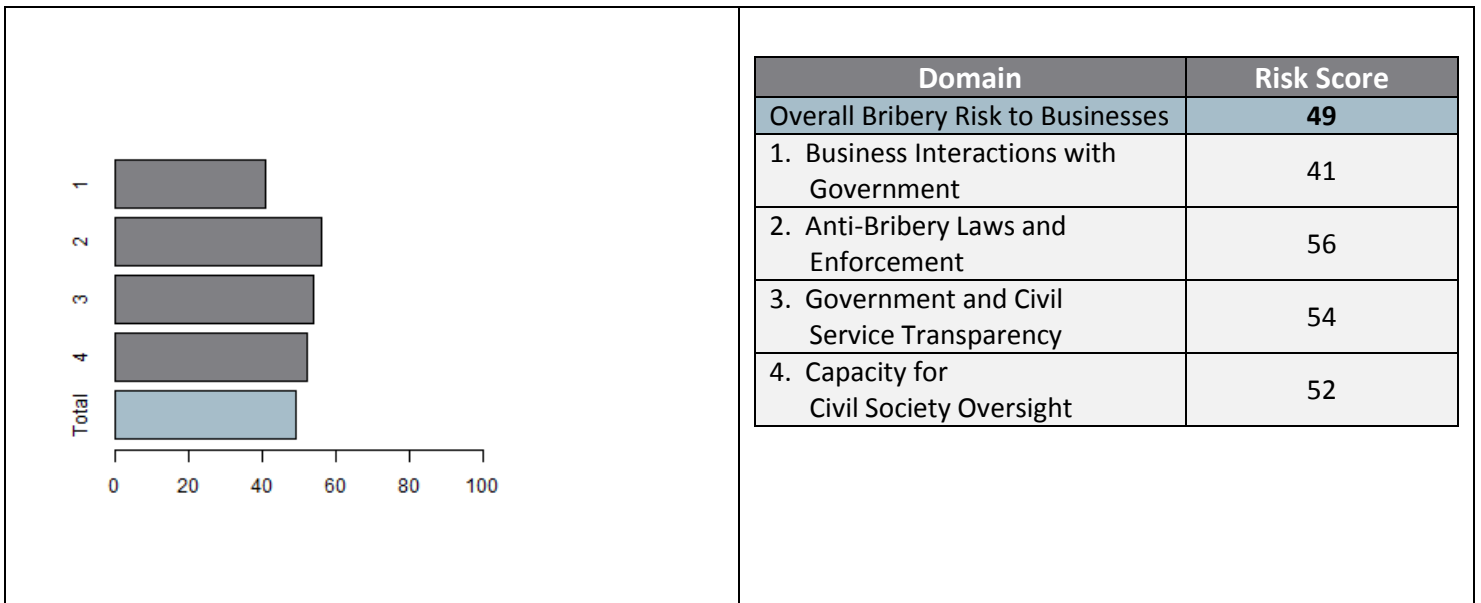 1
2
3
4
Total
0 20 40 60 80 100
Domain Risk Score
Overall Bribery Risk to Businesses 49
1. Business Interactions with
Government
41
2. Anti-Bribery Laws and
Enforcement
56
3. Government and Civil
Service Transparency
54
4. Capacity for
Civil Society Oversight
52